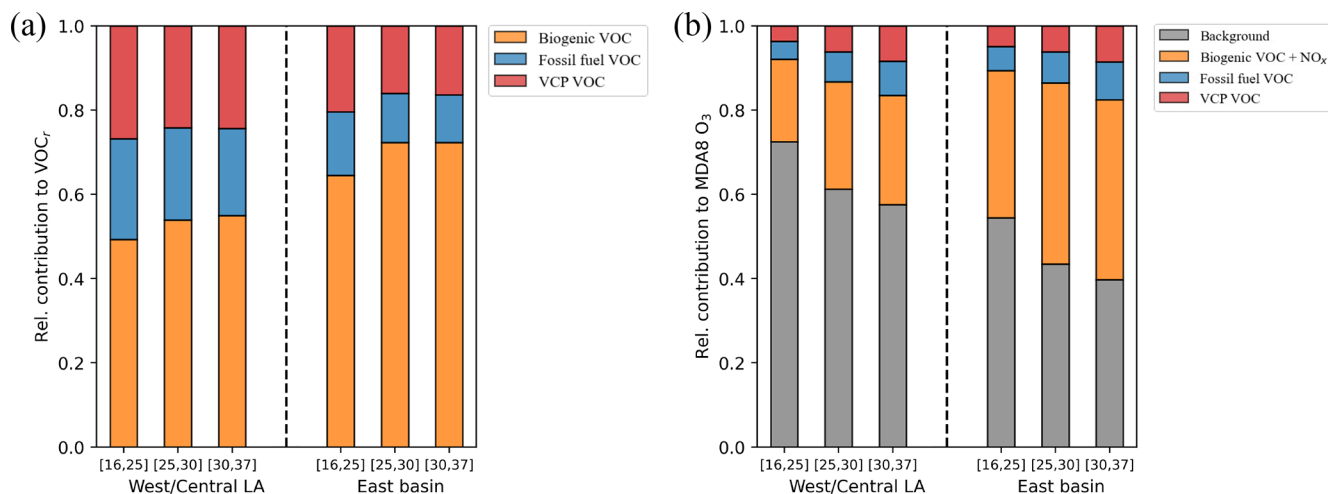 (a)
Rel. contribution to VOCr
1.0
0.8
0.6
0.4
0.2
0.0
[16,25] [25,30] [30,37] [16,25] [25,30] [30,37]
West/Central LA East basin
Biogenic VOC
Fossil fuel VOC
VCP VOC
(b)
Rel. contribution to MDA8 O3
1.0
0.8
0.6
0.4
0.2
0.0
[16,25] [25,30] [30,37] [16,25] [25,30] [30,37]
West/Central LA East basin
Background
Biogenic VOC + NOx
Fossil fuel VOC
VCP VOC